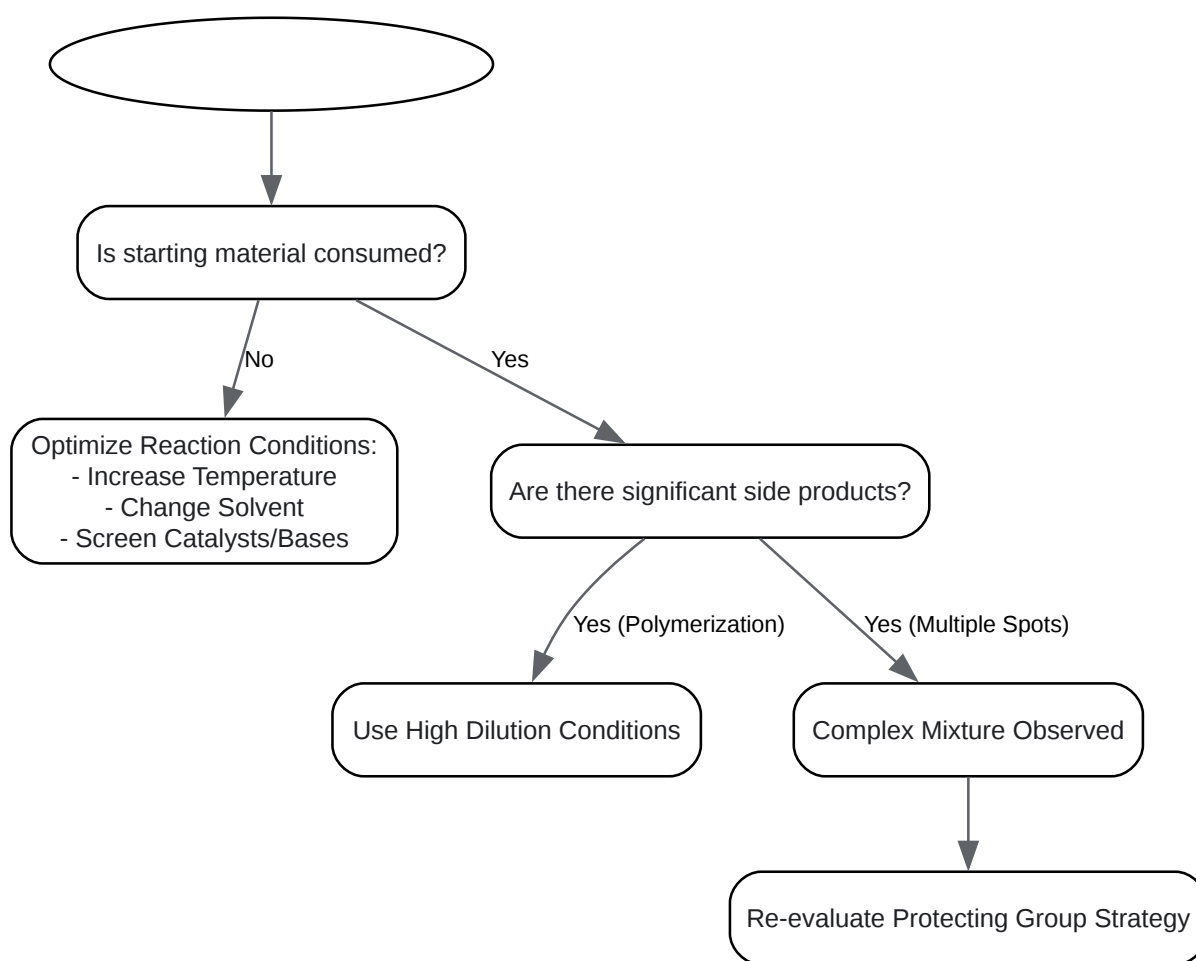 Is starting material consumed?
No
Yes
Optimize Reaction Conditions:
- Increase Temperature
- Change Solvent
- Screen Catalysts/Bases
Are there significant side products?
Yes (Polymerization)
Yes (Multiple Spots)
Use High Dilution Conditions
Complex Mixture Observed
Re-evaluate Protecting Group Strategy